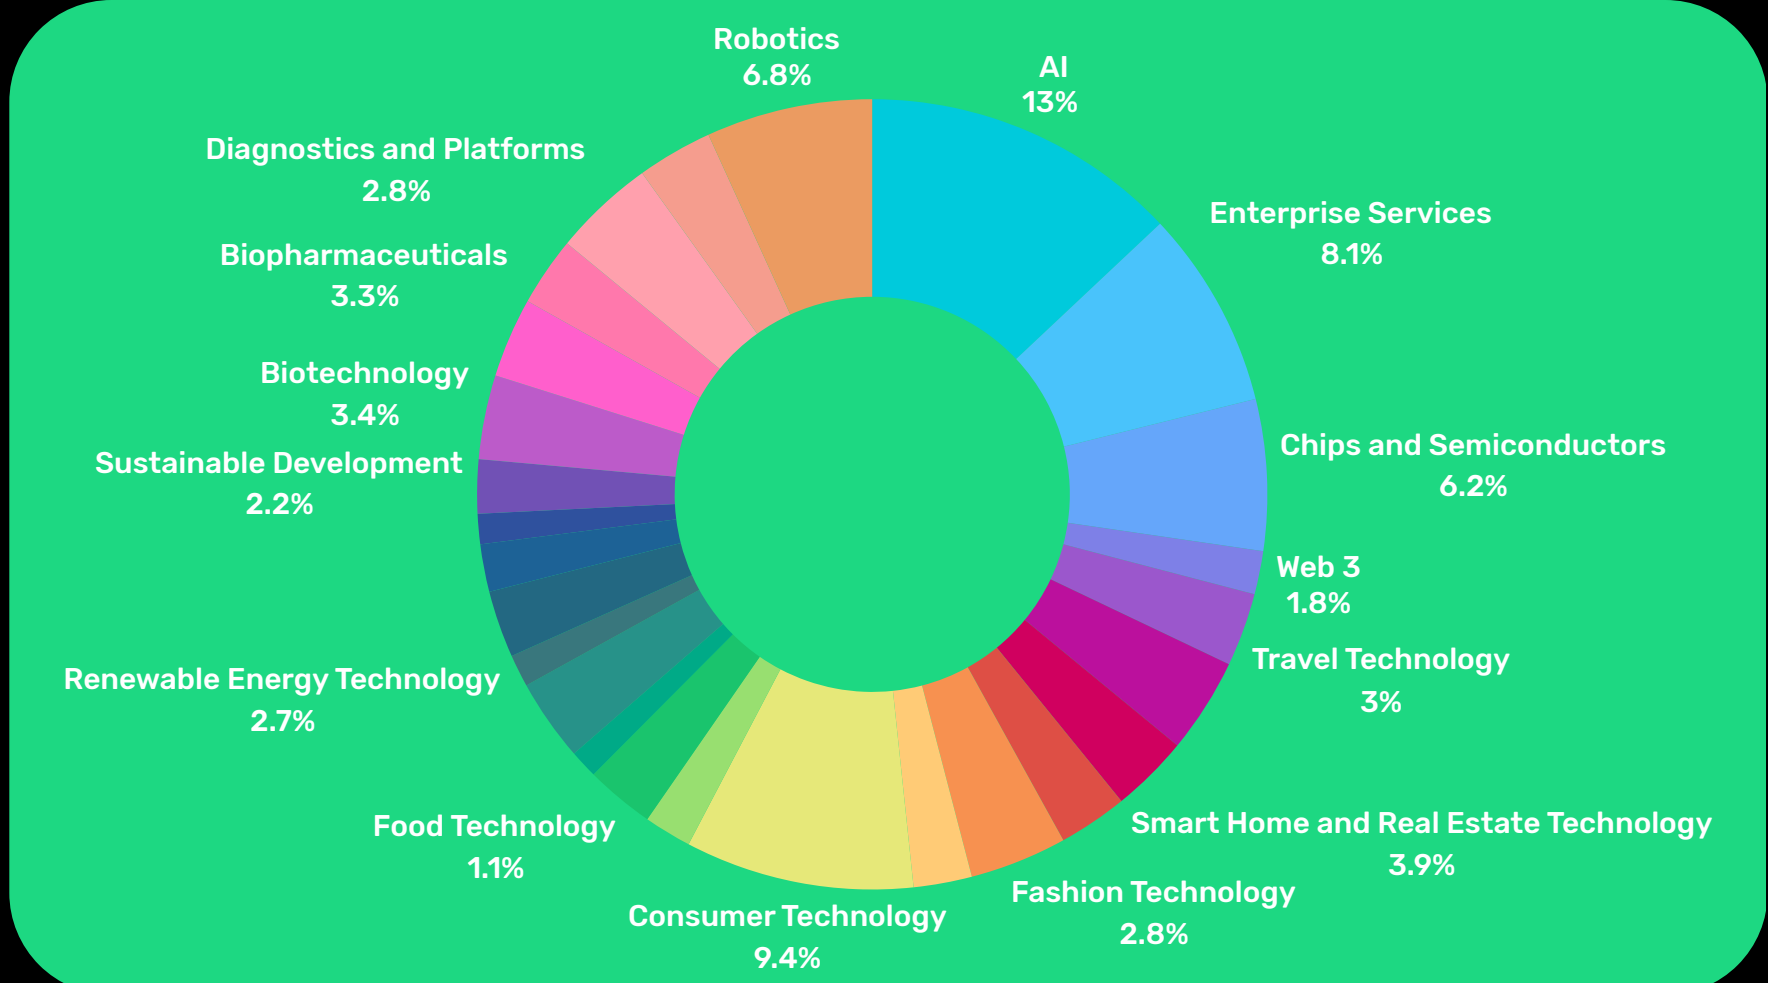 Robotics
6.8%
AI
13%
Diagnostics and Platforms
2.8%
Enterprise Services
8.1%
Biopharmaceuticals
3.3%
Biotechnology
3.4%
Chips and Semiconductors
6.2%
Sustainable Development
2.2%
Web 3
1.8%
Travel Technology
3%
Renewable Energy Technology
2.7%
Smart Home and Real Estate Technology
3.9%
Food Technology
1.1%
Fashion Technology
2.8%
Consumer Technology
9.4%